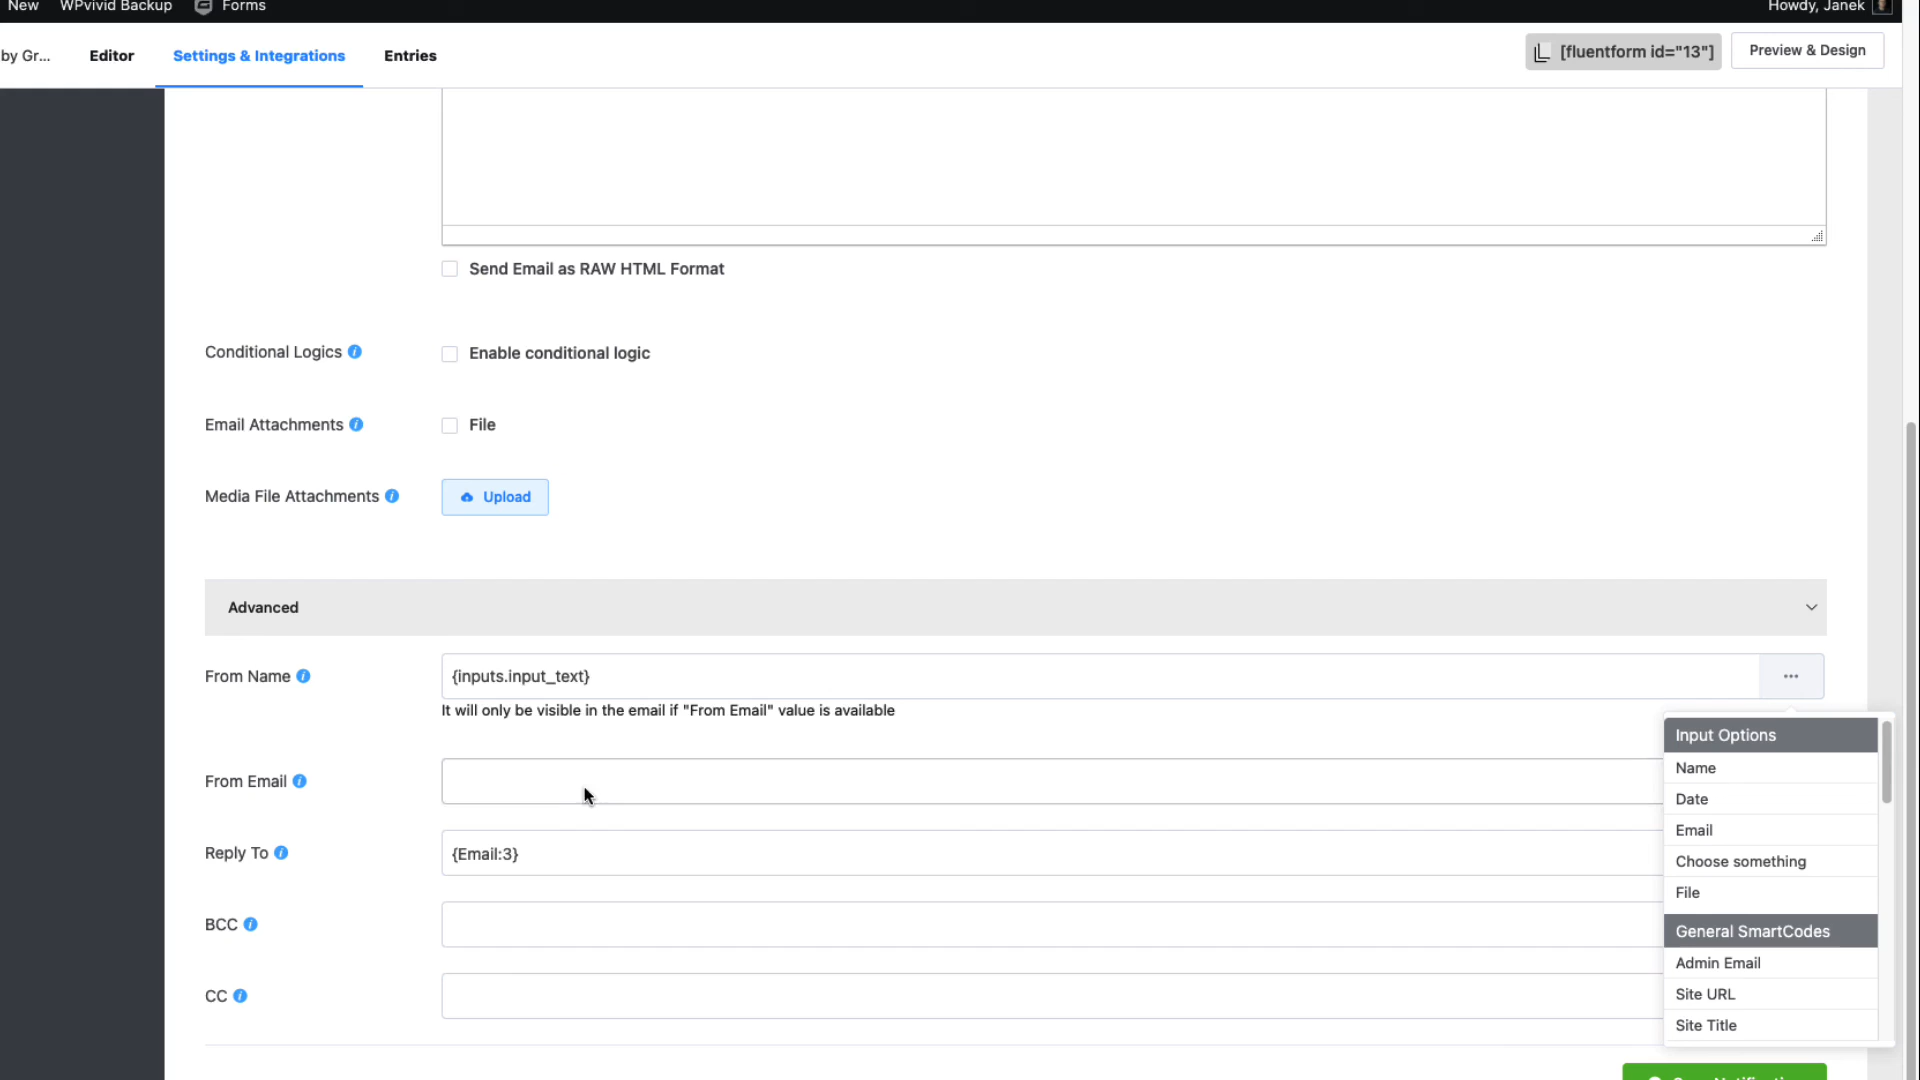 New WPvivid Backup Forms Howdy, Janek
by Gr... Editor Settings & Integrations Entries [fluentform id="13"] Preview & Design
Send Email as RAW HTML Format
Conditional Logics Enable conditional logic
Email Attachments File
Media File Attachments Upload
Advanced
From Name {inputs.input_text} ...
It will only be visible in the email if "From Email" value is available
Input Options
Name
From Email
Date
Email
Reply To {Email:3}
Choose something
File
BCC
General SmartCodes
Admin Email
CC
Site URL
Site Title